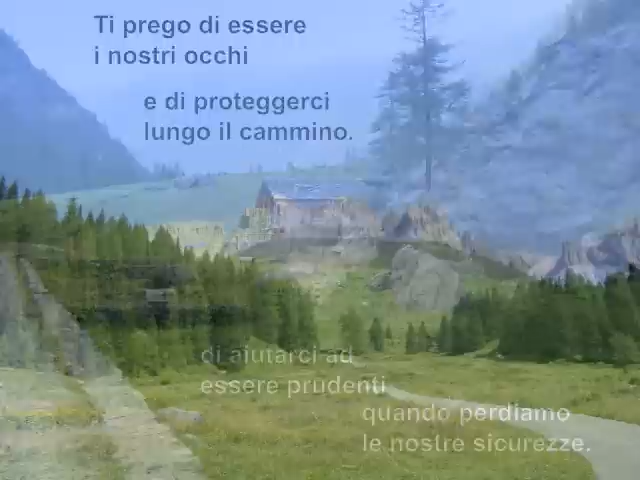 Ti prego di essere
i nostri occhi
e di proteggerci
lungo il cammino.
di aiutarci ad
essere prudenti
quando perdiamo
le nostre sicurezze.